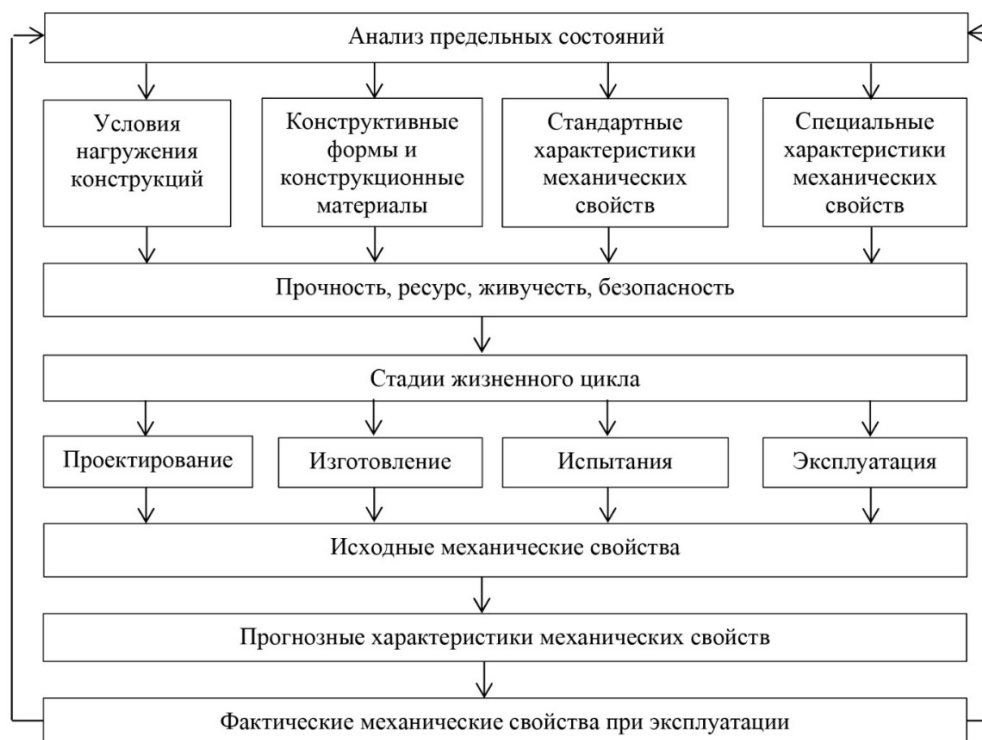 Анализ предельных состояний
Условия
нагружения
конструкций
Конструктивные
формы и
конструкционные
материалы
Стандартные
характеристики
механических
свойств
Специальные
характеристики
механических
свойств
Прочность, ресурс, живучесть, безопасность
Стадии жизненного цикла
Проектирование
Изготовление
Испытания
Эксплуатация
Исходные механические свойства
Прогнозные характеристики механических свойств
Фактические механические свойства при эксплуатации